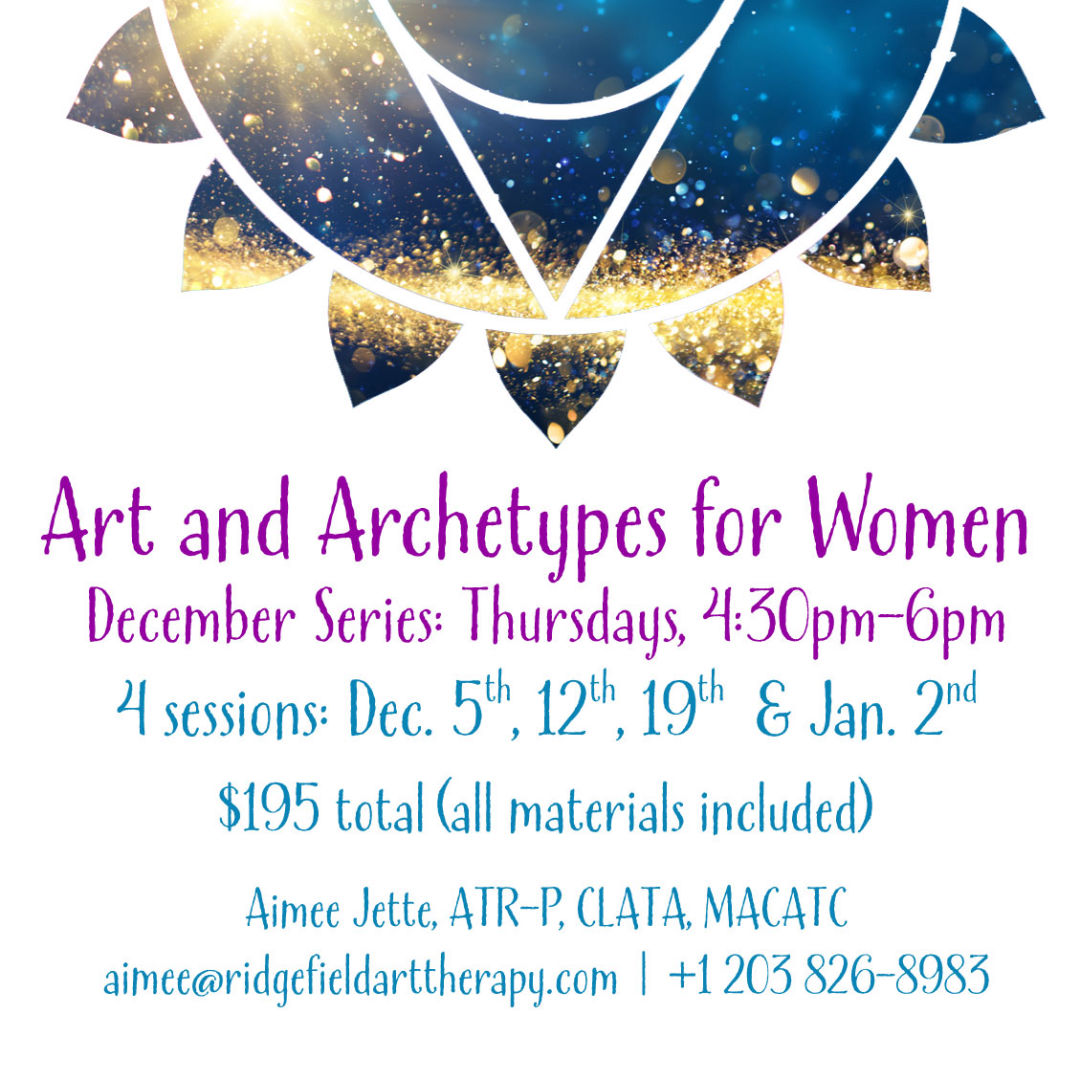 Art and Archetypes for Women
December Series: Thursdays, 4:30pm-6pm
4 sessions: Dec. 5th, 12th, 19th & Jan. 2nd
$195 total (all materials included)
Aimee Jette, ATR-P, CLATA, MACATC
aimee@ridgefieldarttherapy.com | +1 203 826-8983